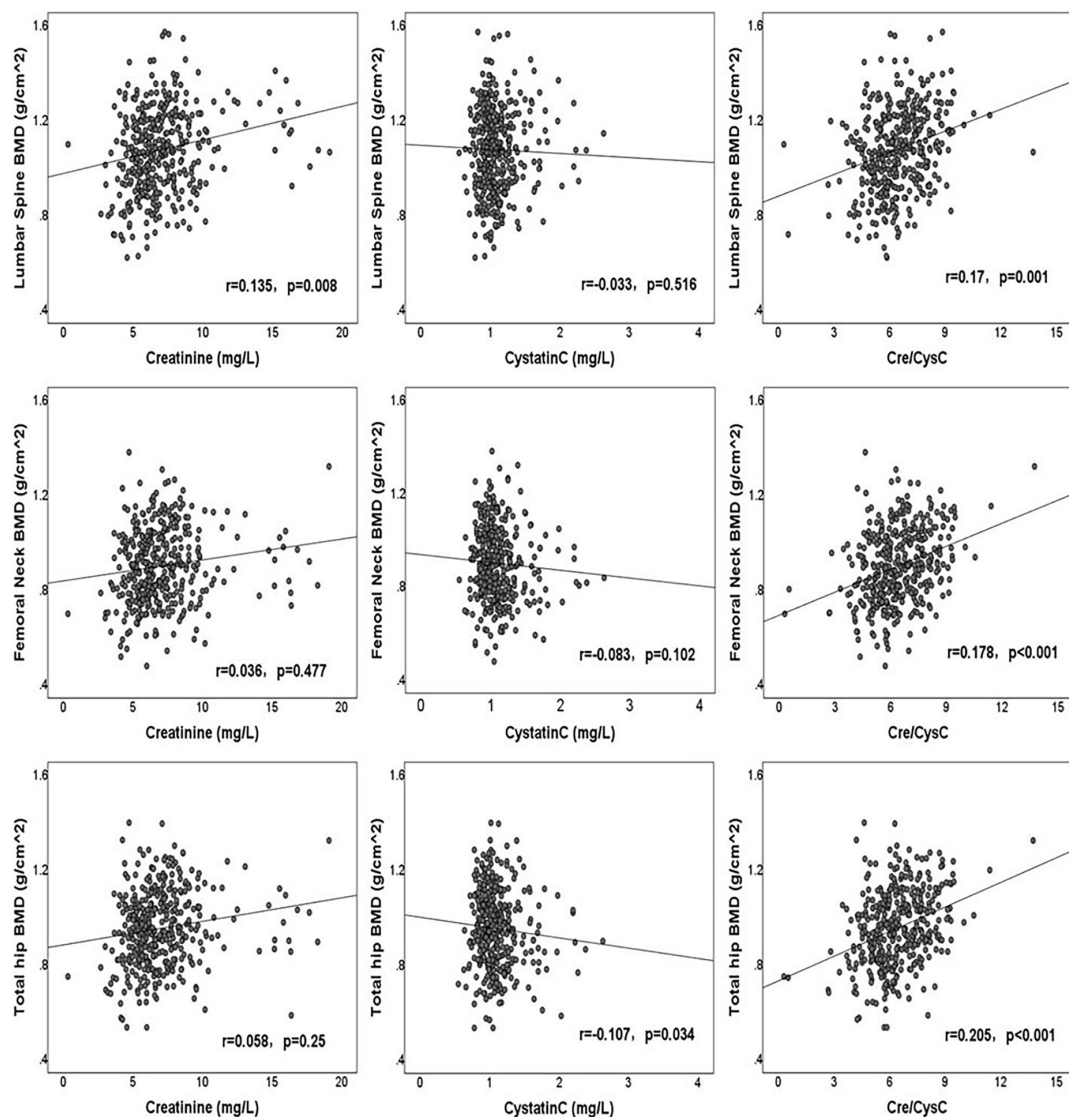 Lumbar Spine BMD (g/cm^2)
1.6
1.2
.8
.4
r=0.135, p=0.008
0 5 10 15 20
Creatinine (mg/L)
Lumbar Spine BMD (g/cm^2)
1.6
1.2
.8
.4
r=-0.033, p=0.516
0 1 2 3 4
CystatinC (mg/L)
Lumbar Spine BMD (g/cm^2)
1.6
1.2
.8
.4
r=0.17, p=0.001
0 3 6 9 12 15
Cre/CysC
Femoral Neck BMD (g/cm^2)
1.6
1.2
.8
.4
r=0.036, p=0.477
0 5 10 15 20
Creatinine (mg/L)
Femoral Neck BMD (g/cm^2)
1.6
1.2
.8
.4
r=-0.083, p=0.102
0 1 2 3 4
CystatinC (mg/L)
Femoral Neck BMD (g/cm^2)
1.6
1.2
.8
.4
r=0.178, p<0.001
0 3 6 9 12 15
Cre/CysC
Total hip BMD (g/cm^2)
1.6
1.2
.8
.4
r=0.058, p=0.25
0 5 10 15 20
Creatinine (mg/L)
Total hip BMD (g/cm^2)
1.6
1.2
.8
.4
r=-0.107, p=0.034
0 1 2 3 4
CystatinC (mg/L)
Total hip BMD (g/cm^2)
1.6
1.2
.8
.4
r=0.205, p<0.001
0 3 6 9 12 15
Cre/CysC